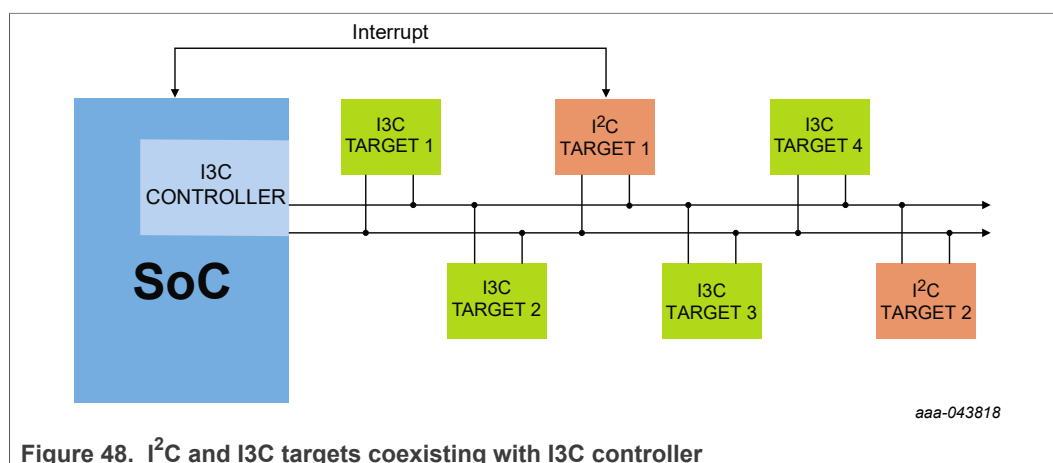 Interrupt
I3C
TARGET 1
I²C
TARGET 1
I3C
TARGET 4
I3C
CONTROLLER
SoC
I3C
TARGET 2
I3C
TARGET 3
I²C
TARGET 2
aaa-043818
Figure 48. I²C and I3C targets coexisting with I3C controller